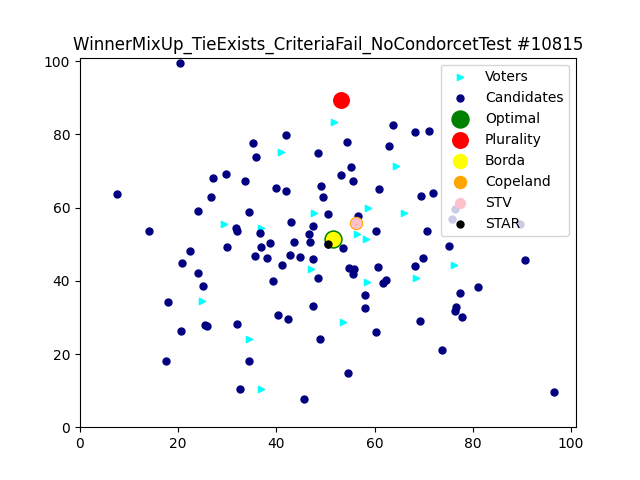 WinnerMixUp_TieExists_CriteriaFail_NoCondorcetTest #10815
Voters
Candidates
Optimal
Plurality
Borda
Copeland
STV
STAR
100
80
60
40
20
0
0 20 40 60 80 100